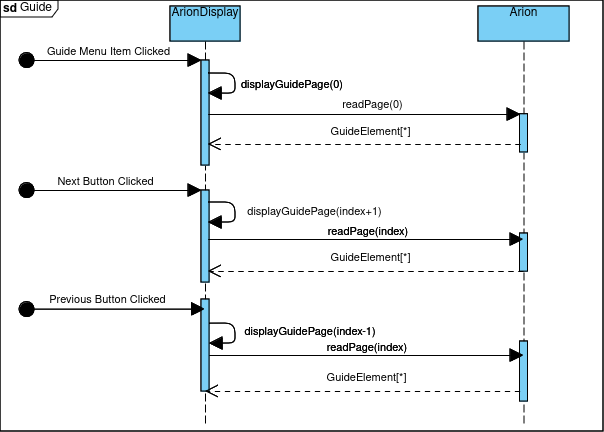 sd Guide
ArionDisplay
Arion
Guide Menu Item Clicked
displayGuidePage(0)
readPage(0)
GuideElement[*]
Next Button Clicked
displayGuidePage(index+1)
readPage(index)
GuideElement[*]
Previous Button Clicked
displayGuidePage(index-1)
readPage(index)
GuideElement[*]